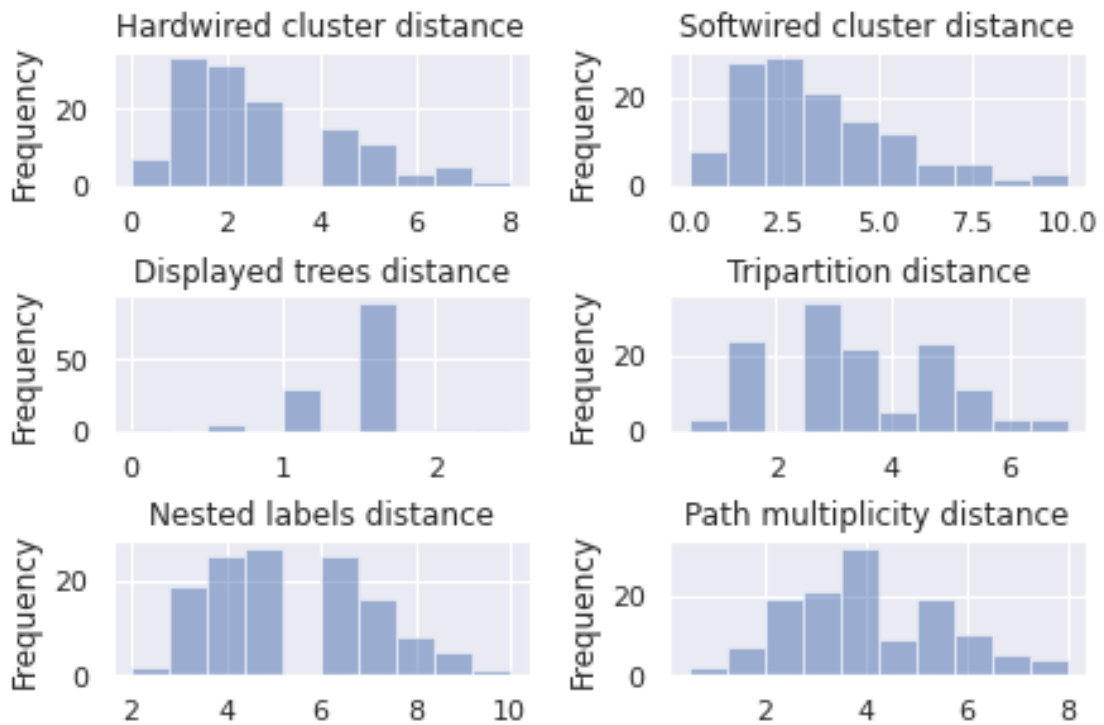 Hardwired cluster distance
Frequency
20
0
0 2 4 6 8
Softwired cluster distance
Frequency
20
0
0.0 2.5 5.0 7.5 10.0
Displayed trees distance
Frequency
50
0
0 1 2
Tripartition distance
Frequency
20
0
2 4 6
Nested labels distance
Frequency
20
0
2 4 6 8 10
Path multiplicity distance
Frequency
20
0
2 4 6 8